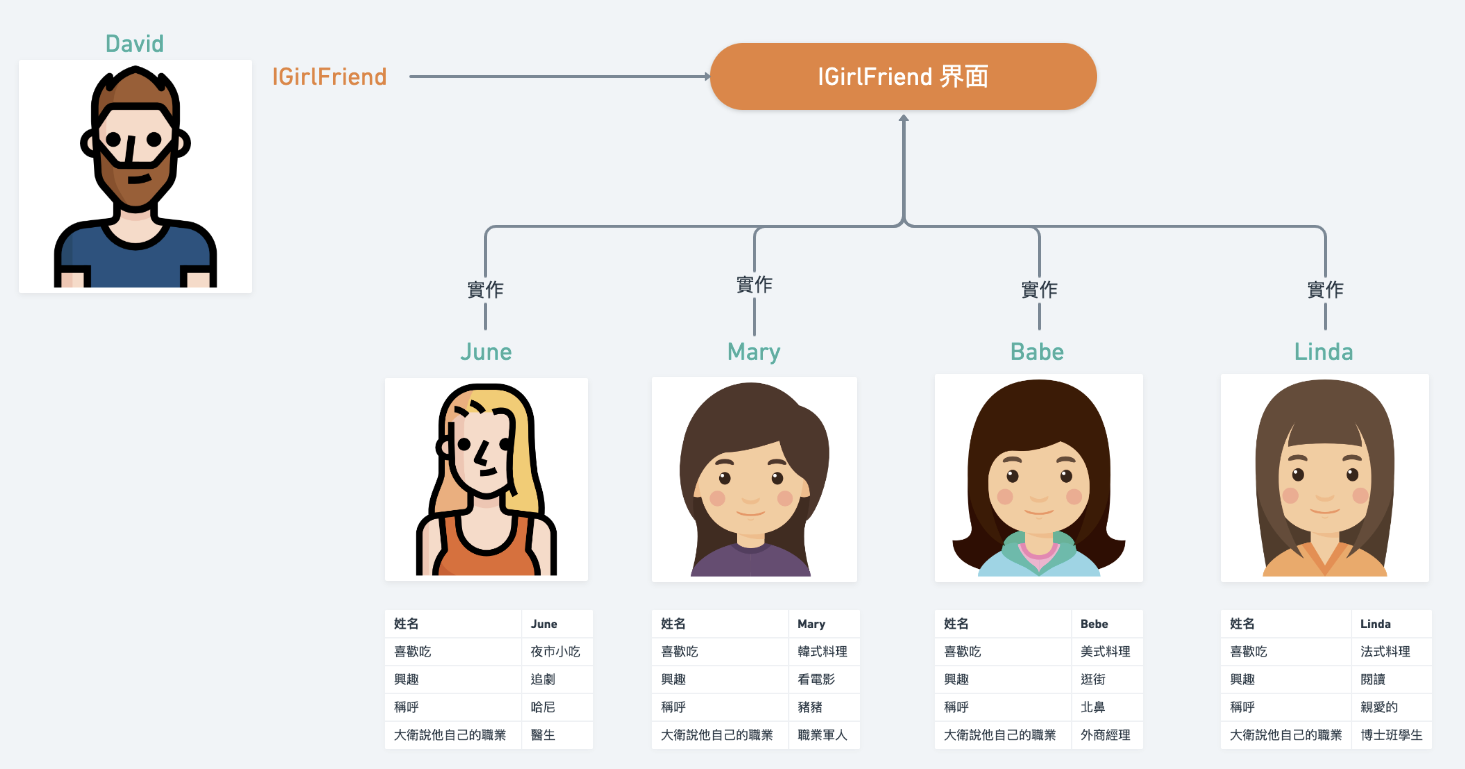 David
IGirlFriend
IGirlFriend 界面
實作
實作
實作
實作
June
Mary
Babe
Linda
姓名 June
喜歡吃 夜市小吃
興趣 追劇
稱呼 哈尼
大衛說他自己的職業 醫生
姓名 Mary
喜歡吃 韓式料理
興趣 看電影
稱呼 豬豬
大衛說他自己的職業 職業軍人
姓名 Bebe
喜歡吃 美式料理
興趣 逛街
稱呼 北鼻
大衛說他自己的職業 外商經理
姓名 Linda
喜歡吃 法式料理
興趣 閱讀
稱呼 親愛的
大衛說他自己的職業 博士班學生